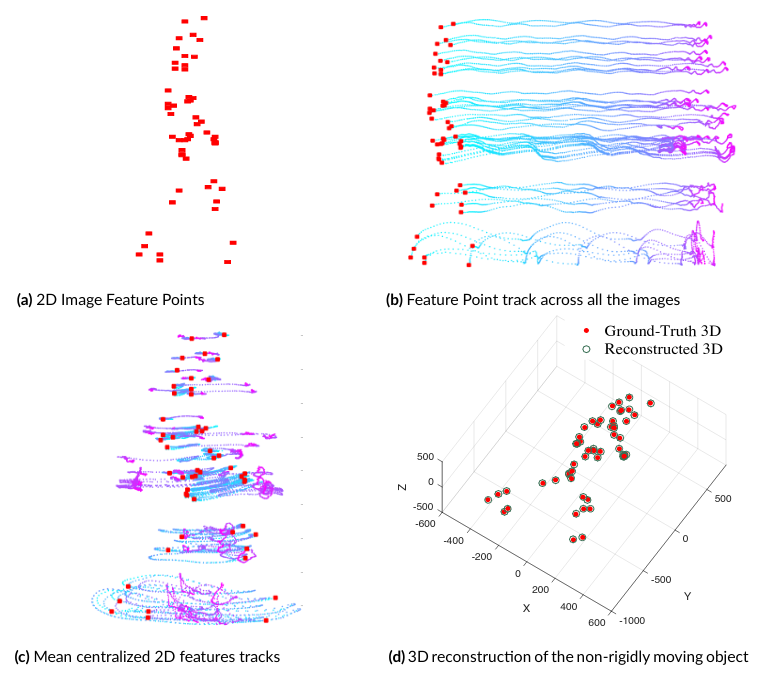 (a) 2D Image Feature Points
(b) Feature Point track across all the images
Ground-Truth 3D
Reconstructed 3D
500
0
-500
Z
-600
-400
-200
0
200
400
600
X
-1000
-500
0
500
Y
(c) Mean centralized 2D features tracks
(d) 3D reconstruction of the non-rigidly moving object